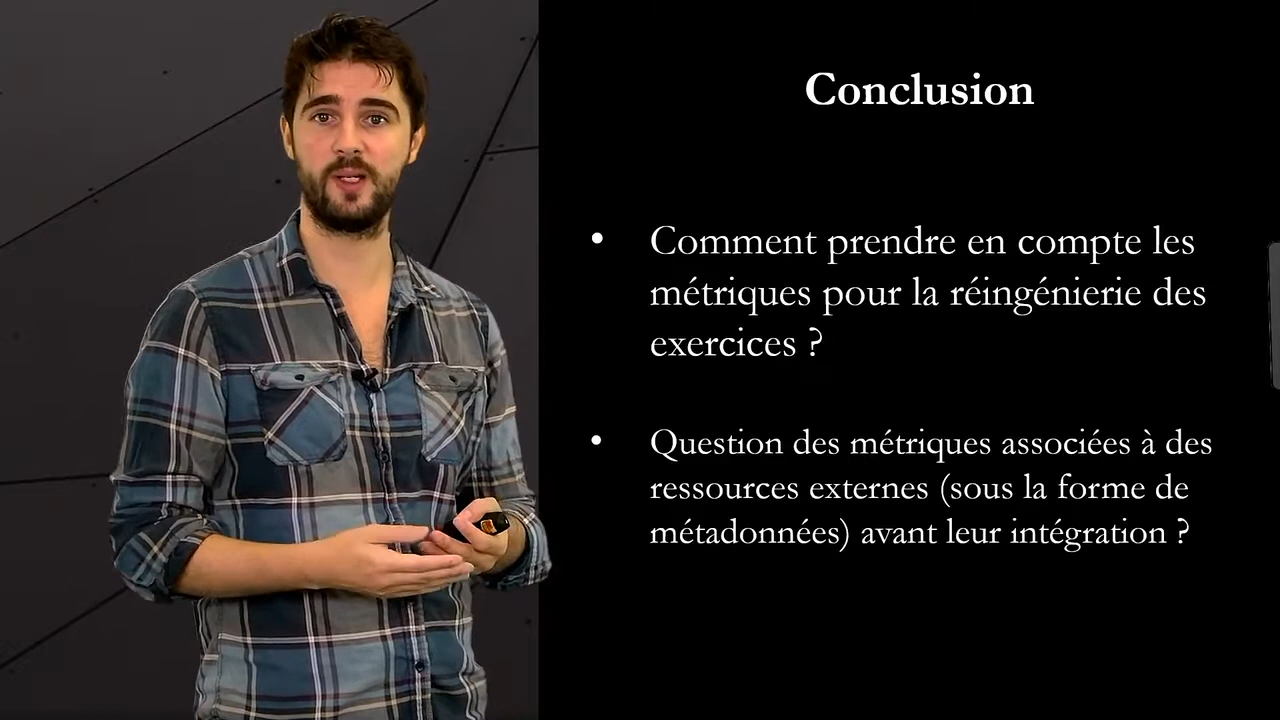 Conclusion
• Comment prendre en compte les
métriques pour la réingénierie des
exercices ?
• Question des métriques associées à des
ressources externes (sous la forme de
métadonnées) avant leur intégration ?